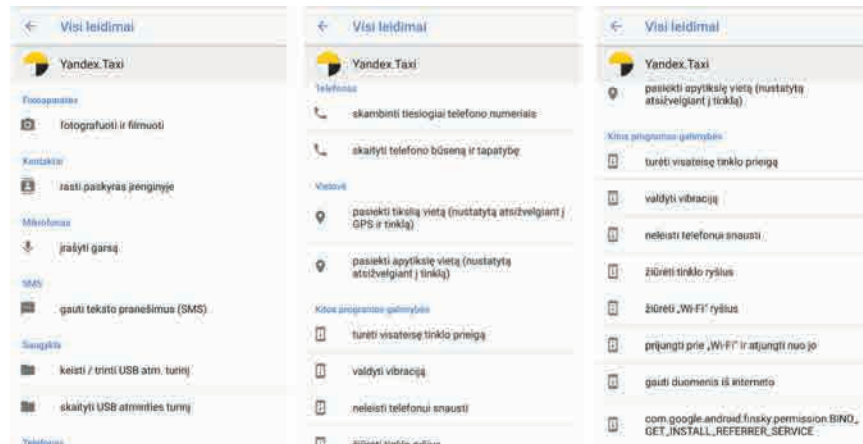 Visi leidimai
Yandex.Taxi
Fotoaparatas
fotografuoti ir filmuoti
Kontaktai
rasti paskyras įrenginyje
Mikrofonas
įrašyti garsą
SMS
gauti teksto pranešimus (SMS)
Saugykla
keisti / trinti USB atm. turinį
skaityti USB atminties turinį
Telefonas
Visi leidimai
Yandex.Taxi
Telefonas
skambinti tiesiogiai telefono numeriais
skaityti telefono būseną ir tapatybę
Vietovė
pasiekti tikslią vietą (nustatytą atsižvelgiant į
GPS ir tinklą)
pasiekti apytikslę vietą (nustatytą
atsižvelgiant į tinklą)
Kitos programos galimybės
turėti visateisę tinklo prieigą
valdyti vibraciją
neleisti telefonui snausti
žiūrėti tinklo ryšius
Visi leidimai
Yandex.Taxi
pasiekti apytikslę vietą (nustatytą
atsižvelgiant į tinklą)
Kitos programos galimybės
turėti visateisę tinklo prieigą
valdyti vibraciją
neleisti telefonui snausti
žiūrėti tinklo ryšius
žiūrėti „Wi-Fi“ ryšius
prijungti prie „Wi-Fi“ ir atjungti nuo jo
gauti duomenis iš interneto
com.google.android.finsky.permission.BIND_
GET_INSTALL_REFERRER_SERVICE